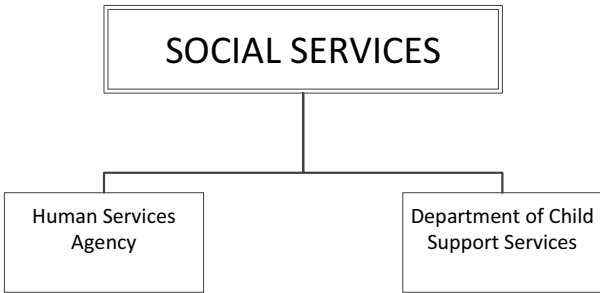 SOCIAL SERVICES
Human Services
Agency
Department of Child
Support Services